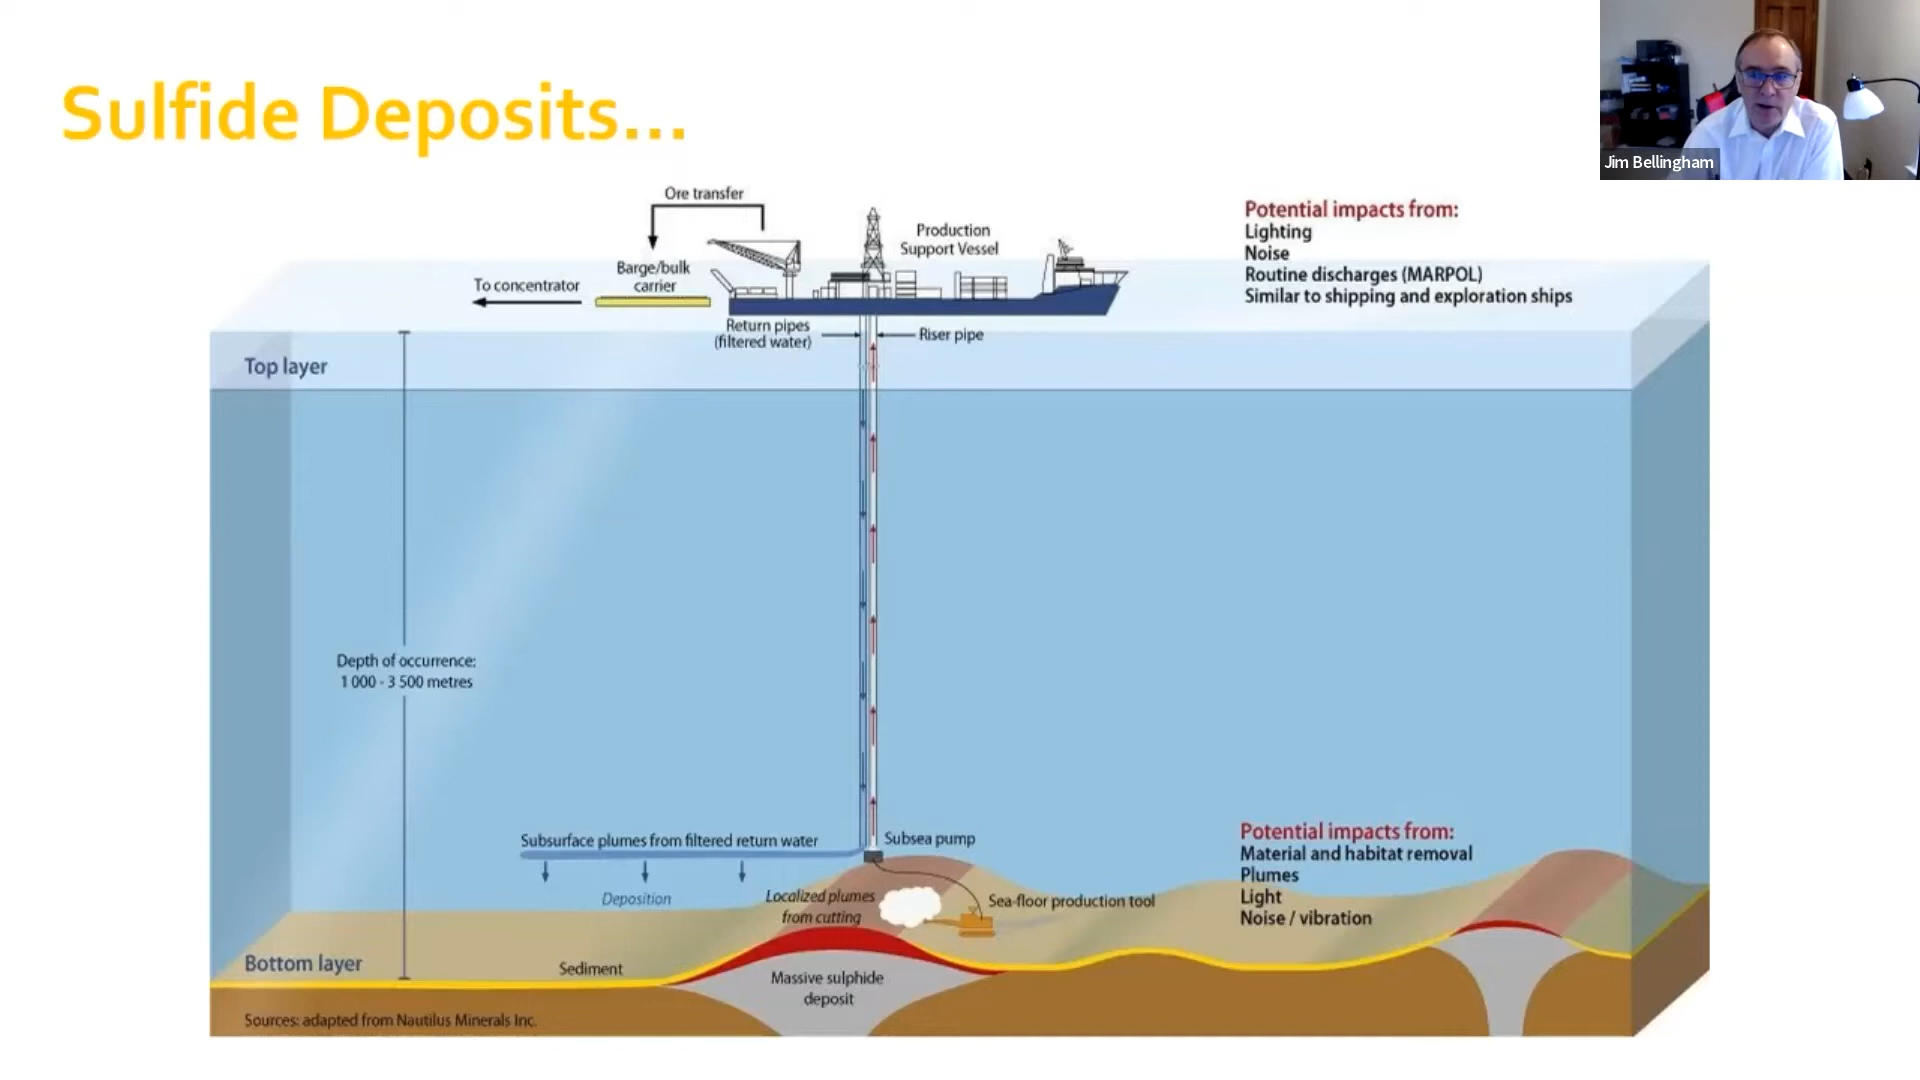 Sulfide Deposits...
Jim Bellingham
Ore transfer
Production
Support Vessel
Potential impacts from:
Lighting
Noise
Routine discharges (MARPOL)
Similar to shipping and exploration ships
To concentrator
Barge/bulk
carrier
Return pipes
(filtered water)
Riser pipe
Top layer
Depth of occurrence:
1 000 - 3 500 metres
Subsurface plumes from filtered return water
Subsea pump
Deposition
Localized plumes
from cutting
Sea-floor production tool
Potential impacts from:
Material and habitat removal
Plumes
Light
Noise / vibration
Bottom layer
Sediment
Massive sulphide
deposit
Sources: adapted from Nautilus Minerals Inc.